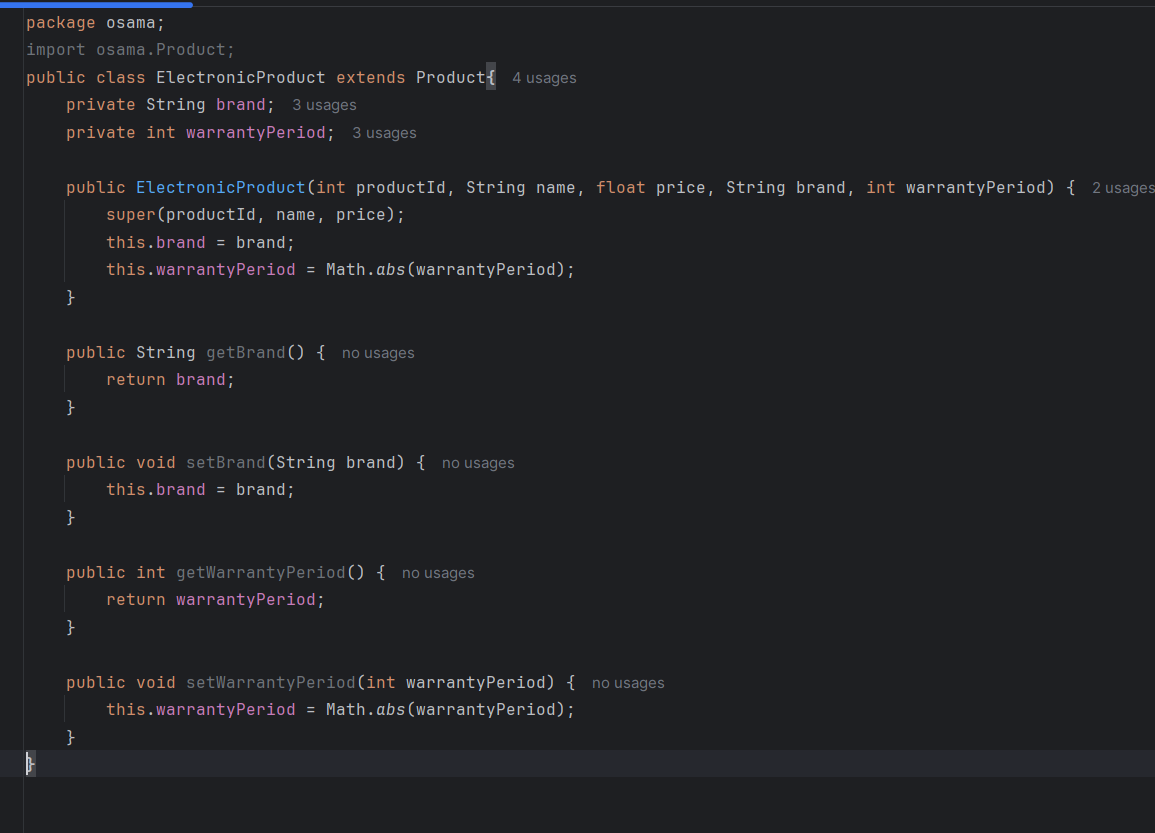 package osama;
import osama.Product;
public class ElectronicProduct extends Product{ 4 usages
    private String brand; 3 usages
    private int warrantyPeriod; 3 usages

    public ElectronicProduct(int productId, String name, float price, String brand, int warrantyPeriod) { 2 usages
        super(productId, name, price);
        this.brand = brand;
        this.warrantyPeriod = Math.abs(warrantyPeriod);
    }

    public String getBrand() { no usages
        return brand;
    }

    public void setBrand(String brand) { no usages
        this.brand = brand;
    }

    public int getWarrantyPeriod() { no usages
        return warrantyPeriod;
    }

    public void setWarrantyPeriod(int warrantyPeriod) { no usages
        this.warrantyPeriod = Math.abs(warrantyPeriod);
    }
}